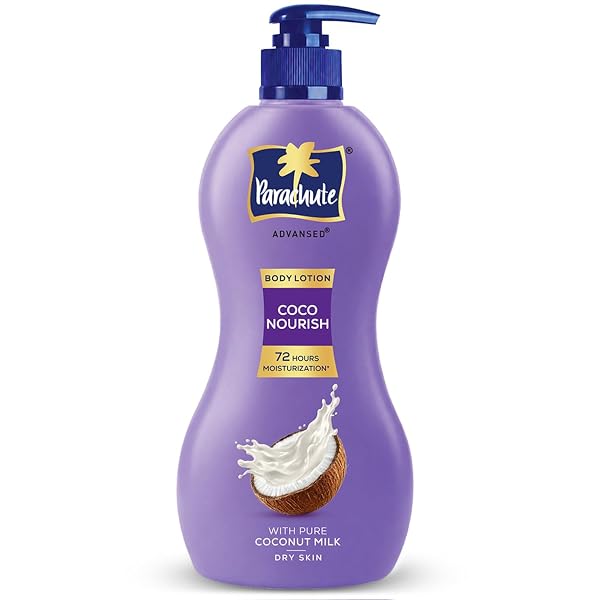 Parachute®
ADVANSED®
BODY LOTION
COCO
NOURISH
72 HOURS
MOISTURIZATION*
WITH PURE
COCONUT MILK
DRY SKIN